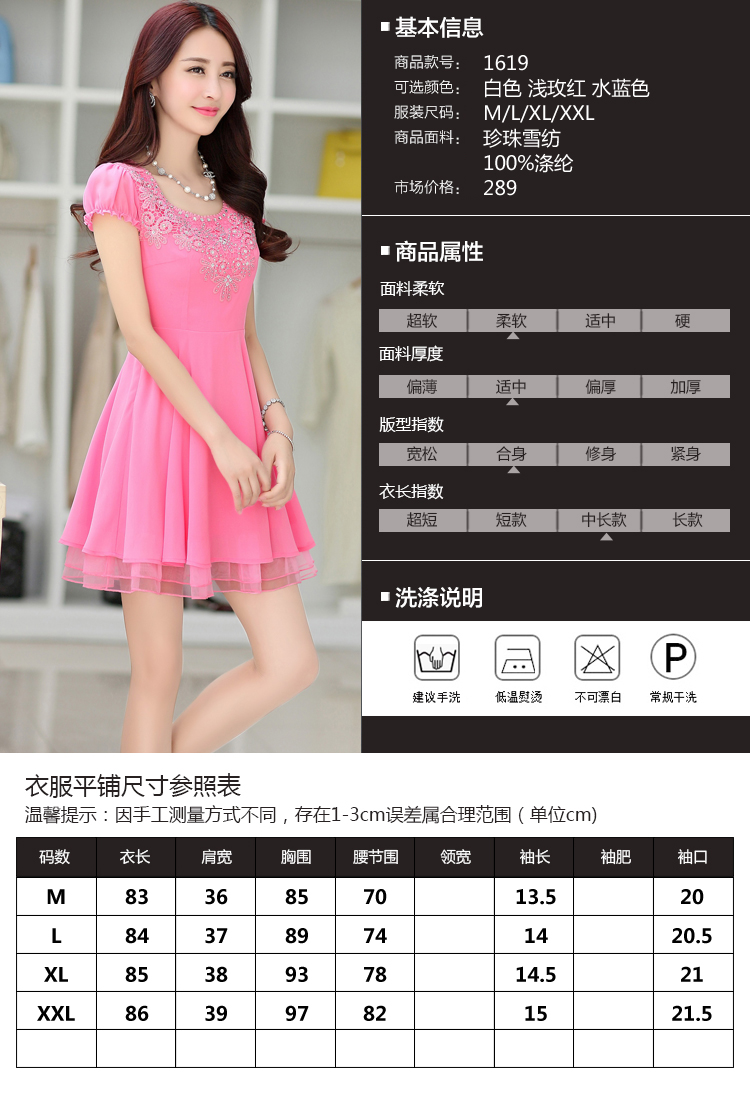 基本信息
商品款号： 1619
可选颜色： 白色 浅玫红 水蓝色
服装尺码： M/L/XL/XXL
商品面料： 珍珠雪纺
100%涤纶
市场价格： 289
商品属性
面料柔软
超软 柔软 适中 硬
面料厚度
偏薄 适中 偏厚 加厚
版型指数
宽松 合身 修身 紧身
衣长指数
超短 短款 中长款 长款
洗涤说明
P
建议手洗 低温熨烫 不可漂白 常规干洗
衣服平铺尺寸参照表
温馨提示：因手工测量方式不同，存在1-3cm误差属合理范围（单位cm)
码数 衣长 肩宽 胸围 腰节围 领宽 袖长 袖肥 袖口
M 83 36 85 70 13.5 20
L 84 37 89 74 14 20.5
XL 85 38 93 78 14.5 21
XXL 86 39 97 82 15 21.5